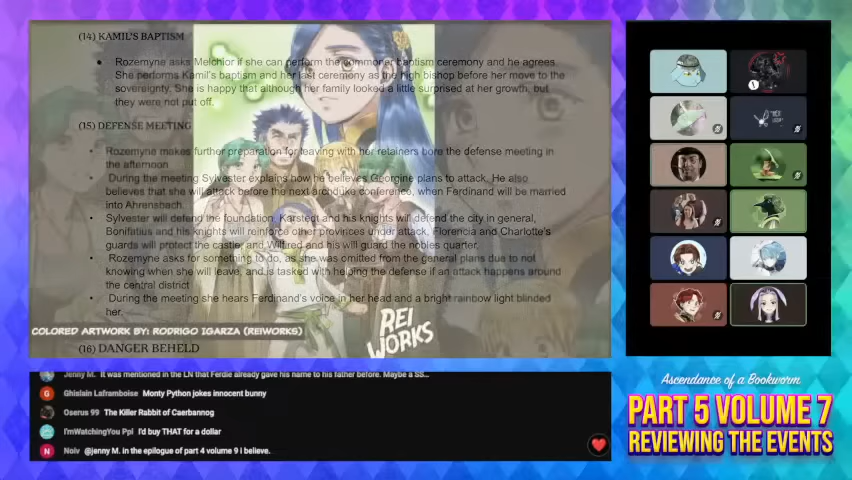 (14) KAMIL'S BAPTISM
• Rozemyne asks Melchior if she can perform the commoner baptism ceremony and he agrees.
She performs Kamil's baptism and her last ceremony as the high bishop before her move to the
sovereignty. She is happy that although her family looked a little surprised at her growth, but
they were not put off.
(15) DEFENSE MEETING
• Rozemyne makes further preparation for leaving with her retainers bore the defense meeting in
the afternoon
• During the meeting Sylvester explains how he believes Georgine plans to attack. He also
believes that she will attack before the next archduke conference, when Ferdinand will be married
into Ahrensbach.
• Sylvester will defend the foundation, Karstedt and his knights will defend the city in general,
Bonifatius and his knights will reinforce other provinces under attack, Florencia and Charlotte's
guards will protect the castle, and Wilfried and his will guard the nobles quarter.
• Rozemyne asks for something to do, as she was omitted from the general plans due to not
knowing when she will leave, and is tasked with helping the defense if an attack happens around
the central district
• During the meeting she hears Ferdinand's voice in her head and a bright rainbow light blinded
her.
COLORED ARTWORK BY: RODRIGO IGARZA (REIWORKS)
REI
WORKS
(16) DANGER BEHELD
Jenny M. It was mentioned in the LN that Ferdie already gave his name to his father before. Maybe a SS...
G Ghislain Laframboise Monty Python jokes innocent bunny
Oserus 99 The Killer Rabbit of Caerbannog
I'mWatchingYou Ppl I'd buy THAT for a dollar
N Noiv @jenny M. in the epilogue of part 4 volume 9 I believe.
Ascendance of a Bookworm
PART 5 VOLUME 7
REVIEWING THE EVENTS